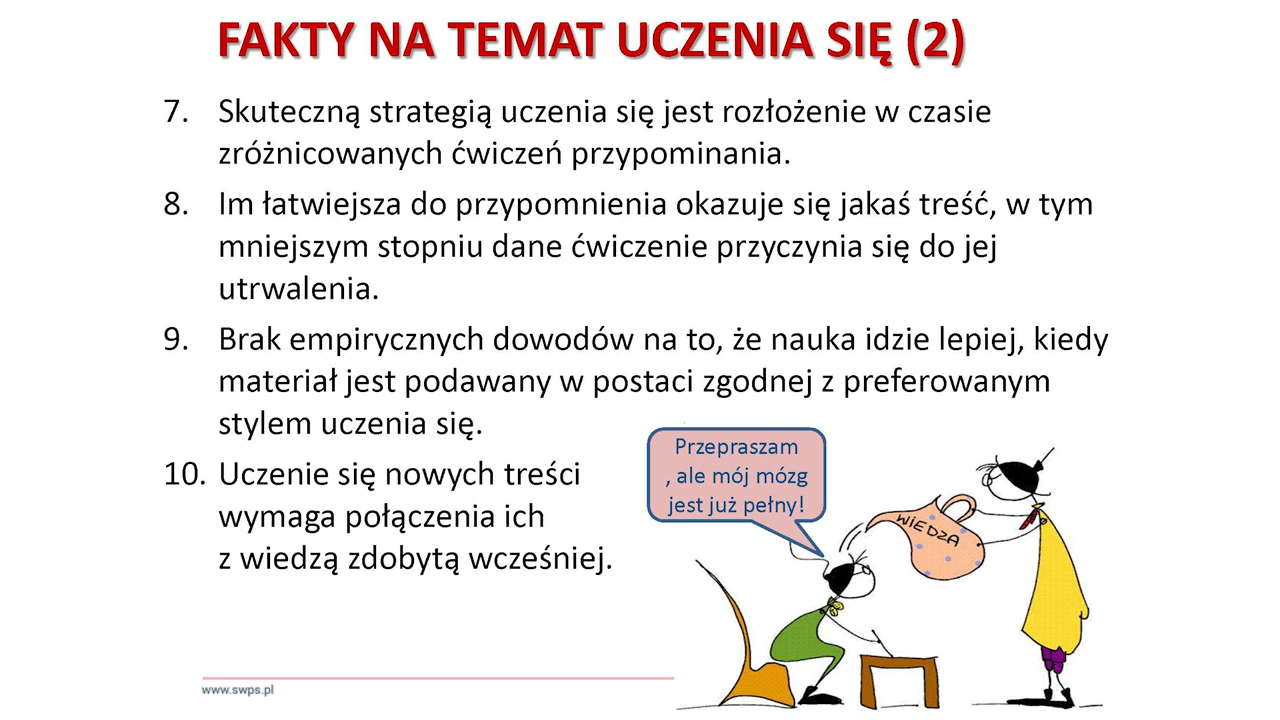 FAKTY NA TEMAT UCZENIA SIĘ (2)
7. Skuteczną strategią uczenia się jest rozłożenie w czasie
zróżnicowanych ćwiczeń przypominania.
8. Im łatwiejsza do przypomnienia okazuje się jakaś treść, w tym
mniejszym stopniu dane ćwiczenie przyczynia się do jej
utrwalenia.
9. Brak empirycznych dowodów na to, że nauka idzie lepiej, kiedy
materiał jest podawany w postaci zgodnej z preferowanym
stylem uczenia się.
10. Uczenie się nowych treści
wymaga połączenia ich
z wiedzą zdobytą wcześniej.
Przepraszam
, ale mój mózg
jest już pełny!
WIEDZA
www.swps.pl